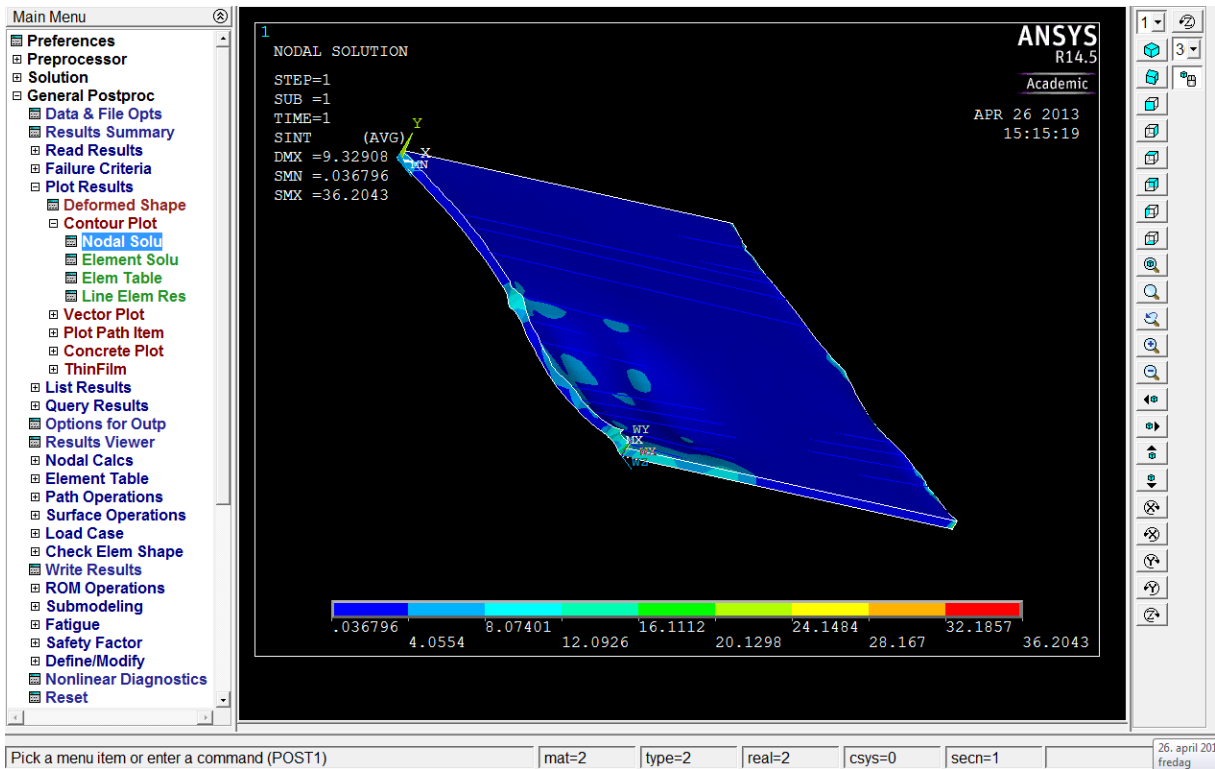 Main Menu
Preferences
Preprocessor
Solution
General Postproc
Data & File Opts
Results Summary
Read Results
Failure Criteria
Plot Results
Deformed Shape
Contour Plot
Nodal Solu
Element Solu
Elem Table
Line Elem Res
Vector Plot
Plot Path Item
Concrete Plot
ThinFilm
List Results
Query Results
Options for Outp
Results Viewer
Nodal Calcs
Element Table
Path Operations
Surface Operations
Load Case
Check Elem Shape
Write Results
ROM Operations
Submodeling
Fatigue
Safety Factor
Define/Modify
Nonlinear Diagnostics
Reset
1
NODAL SOLUTION
STEP=1
SUB =1
TIME=1
SINT (AVG)
DMX =9.32908
SMN =.036796
SMX =36.2043
ANSYS
R14.5
Academic
APR 26 2013
15:15:19
Y
X
MN
WY
MX
WX
WZ
.036796 8.07401 16.1112 24.1484 32.1857
4.0554 12.0926 20.1298 28.167 36.2043
1
3
Pick a menu item or enter a command (POST1) mat=2 type=2 real=2 csys=0 secn=1
26. april 201
fredag